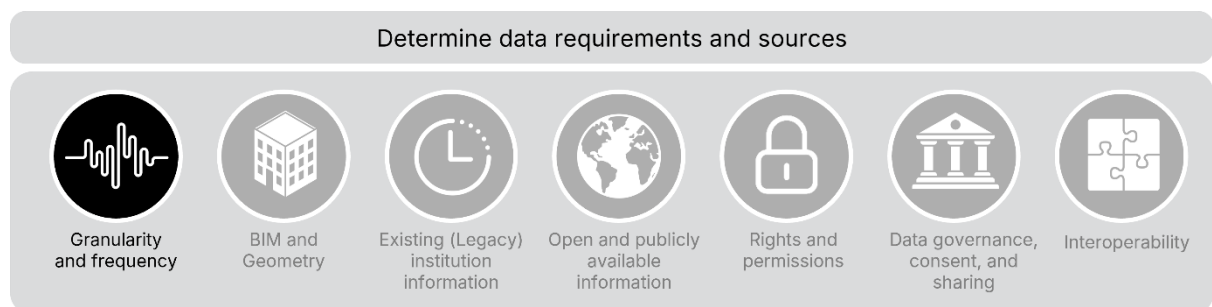 Determine data requirements and sources
Granularity
and frequency
BIM and
Geometry
Existing (Legacy)
institution
information
Open and publicly
available
information
Rights and
permissions
Data governance,
consent, and
sharing
Interoperability